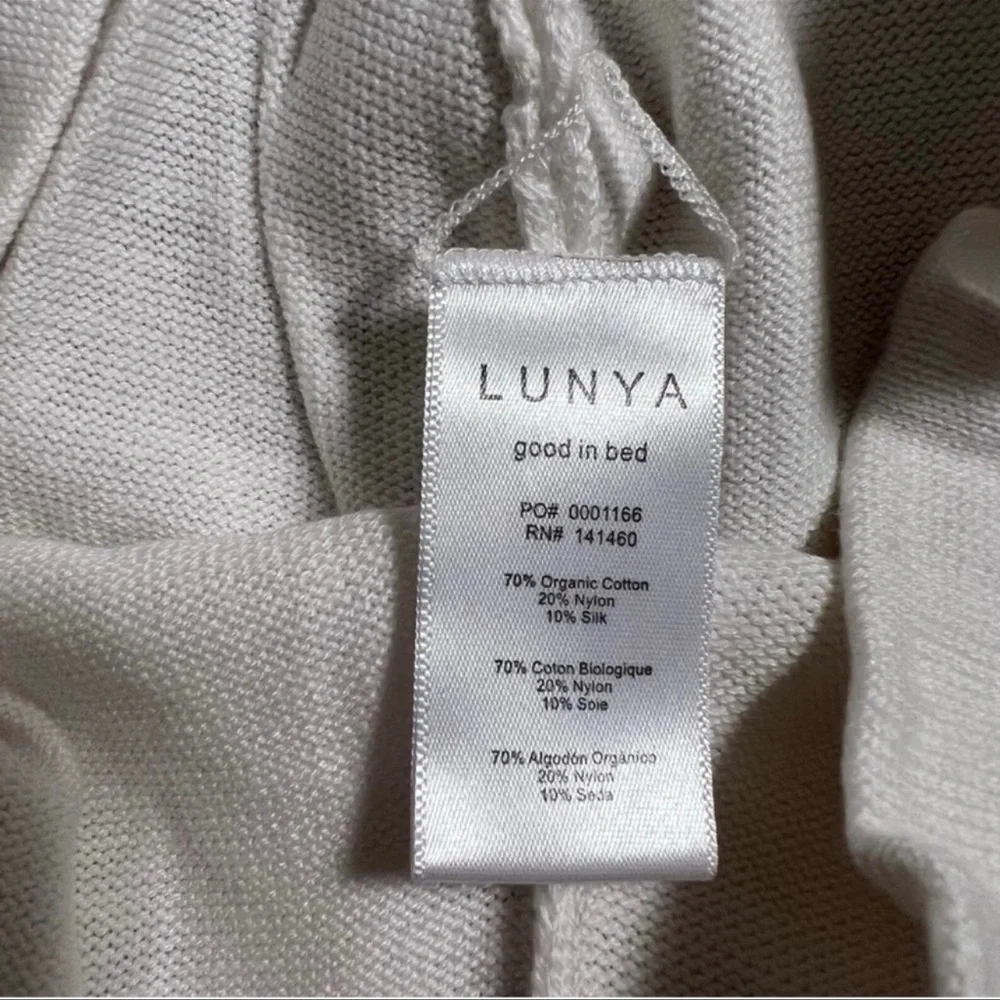 LUNYA
good in bed
PO# 0001166
RN# 141460
70% Organic Cotton
20% Nylon
10% Silk
70% Coton Biologique
20% Nylon
10% Soie
70% Algodón Orgánico
20% Nylon
10% Seda